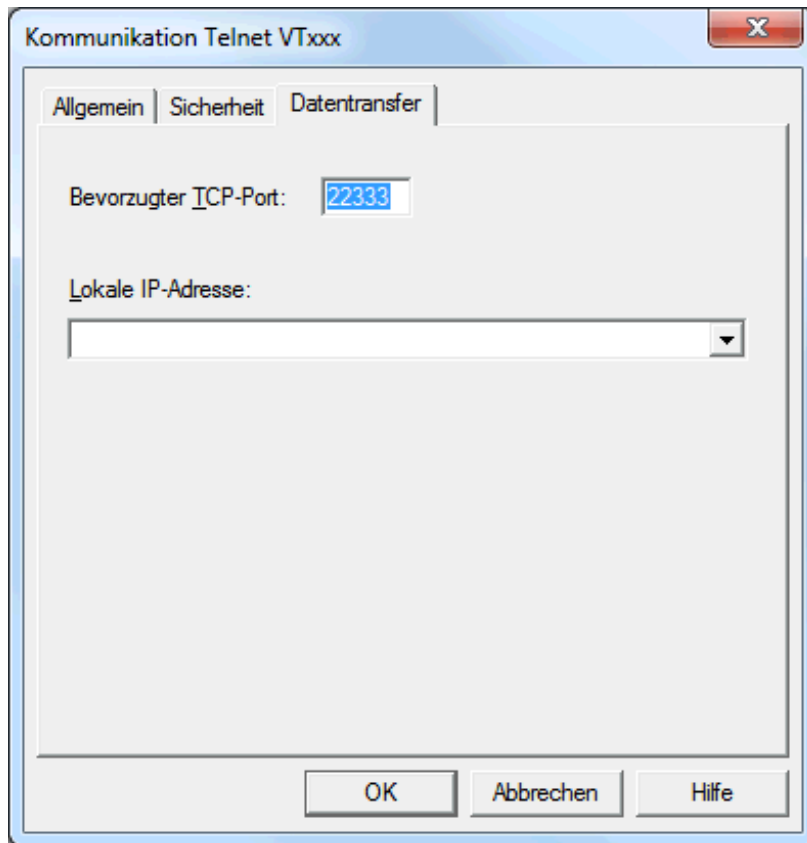 Kommunikation Telnet VTxxx
Allgemein Sicherheit Datentransfer
Bevorzugter TCP-Port: 22333
Lokale IP-Adresse:
OK Abbrechen Hilfe